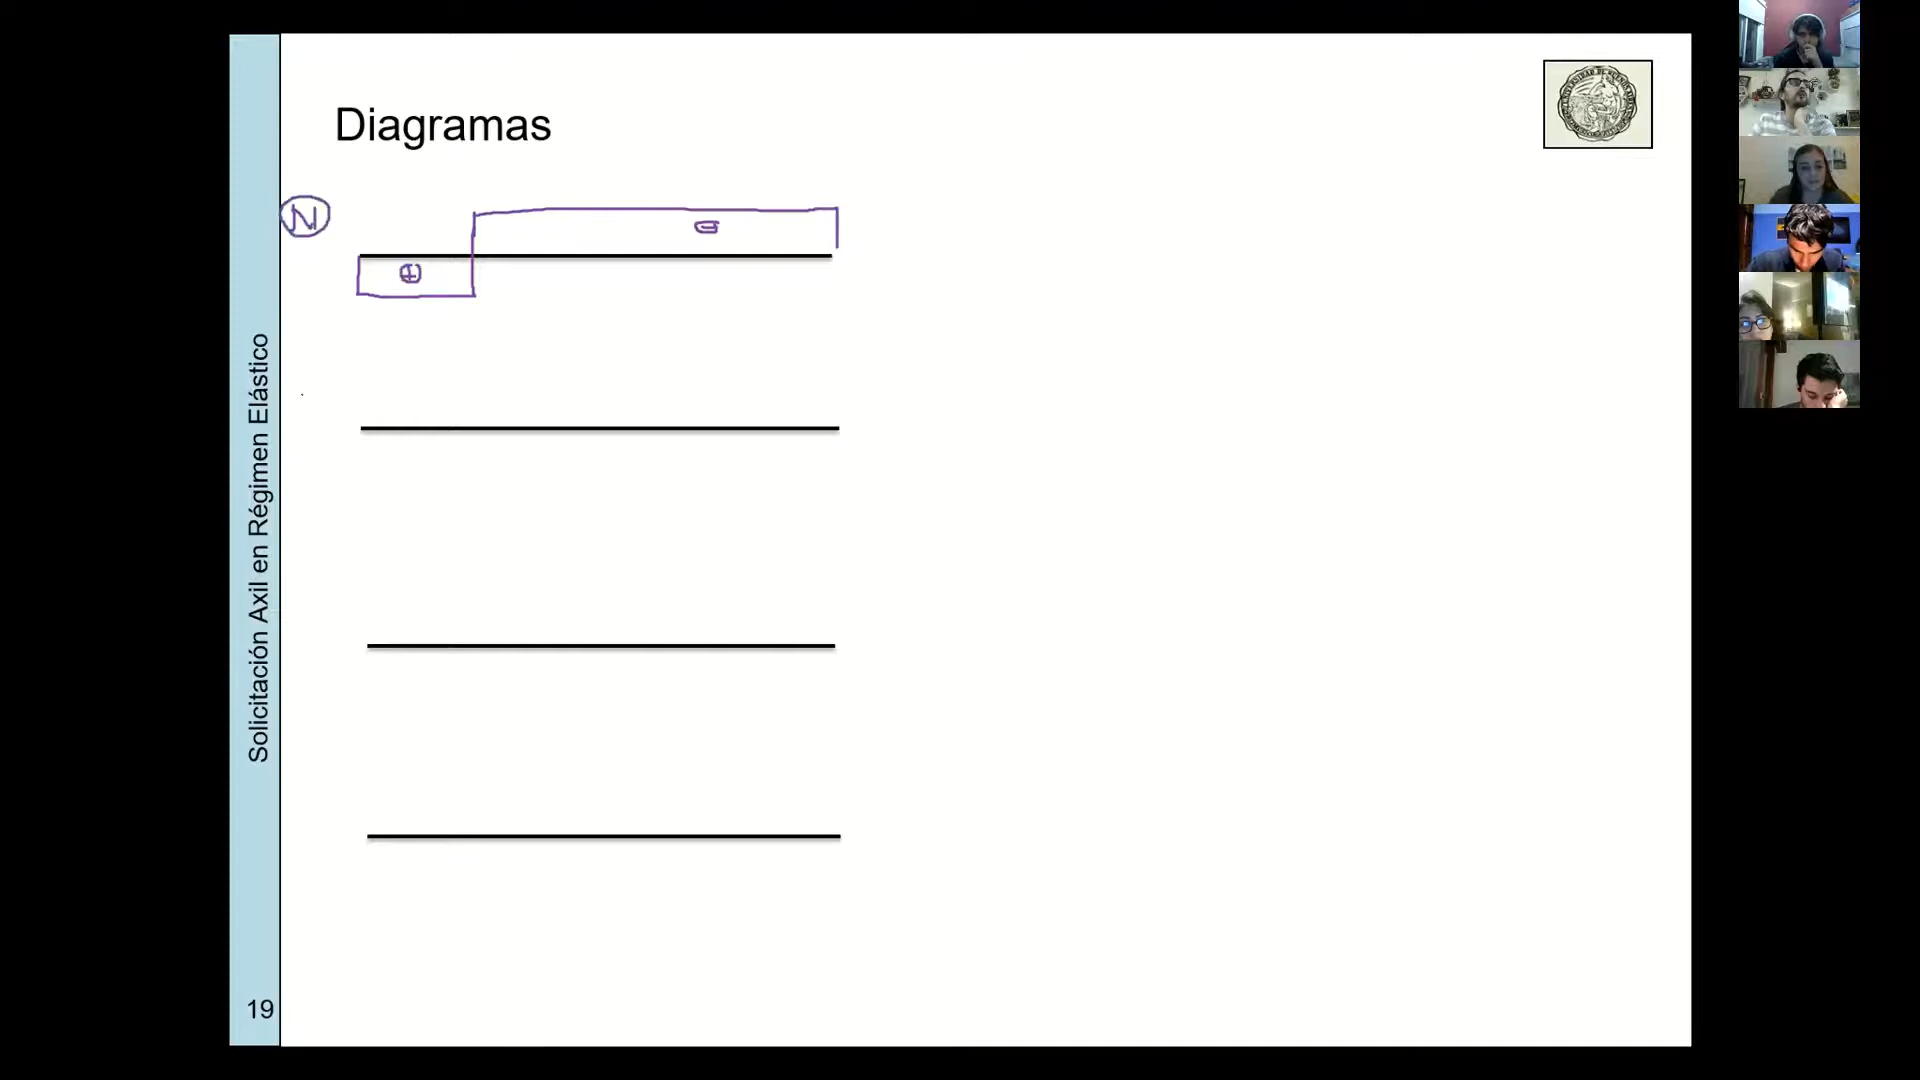 Diagramas
N
+
-
Solicitación Axil en Régimen Elástico
19